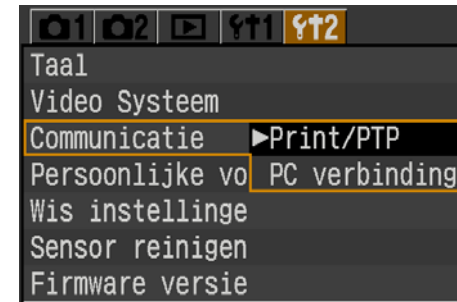 1 2 1 2
Taal
Video Systeem
Communicatie ▶Print/PTP
Persoonlijke vo PC verbinding
Wis instellinge
Sensor reinigen
Firmware versie